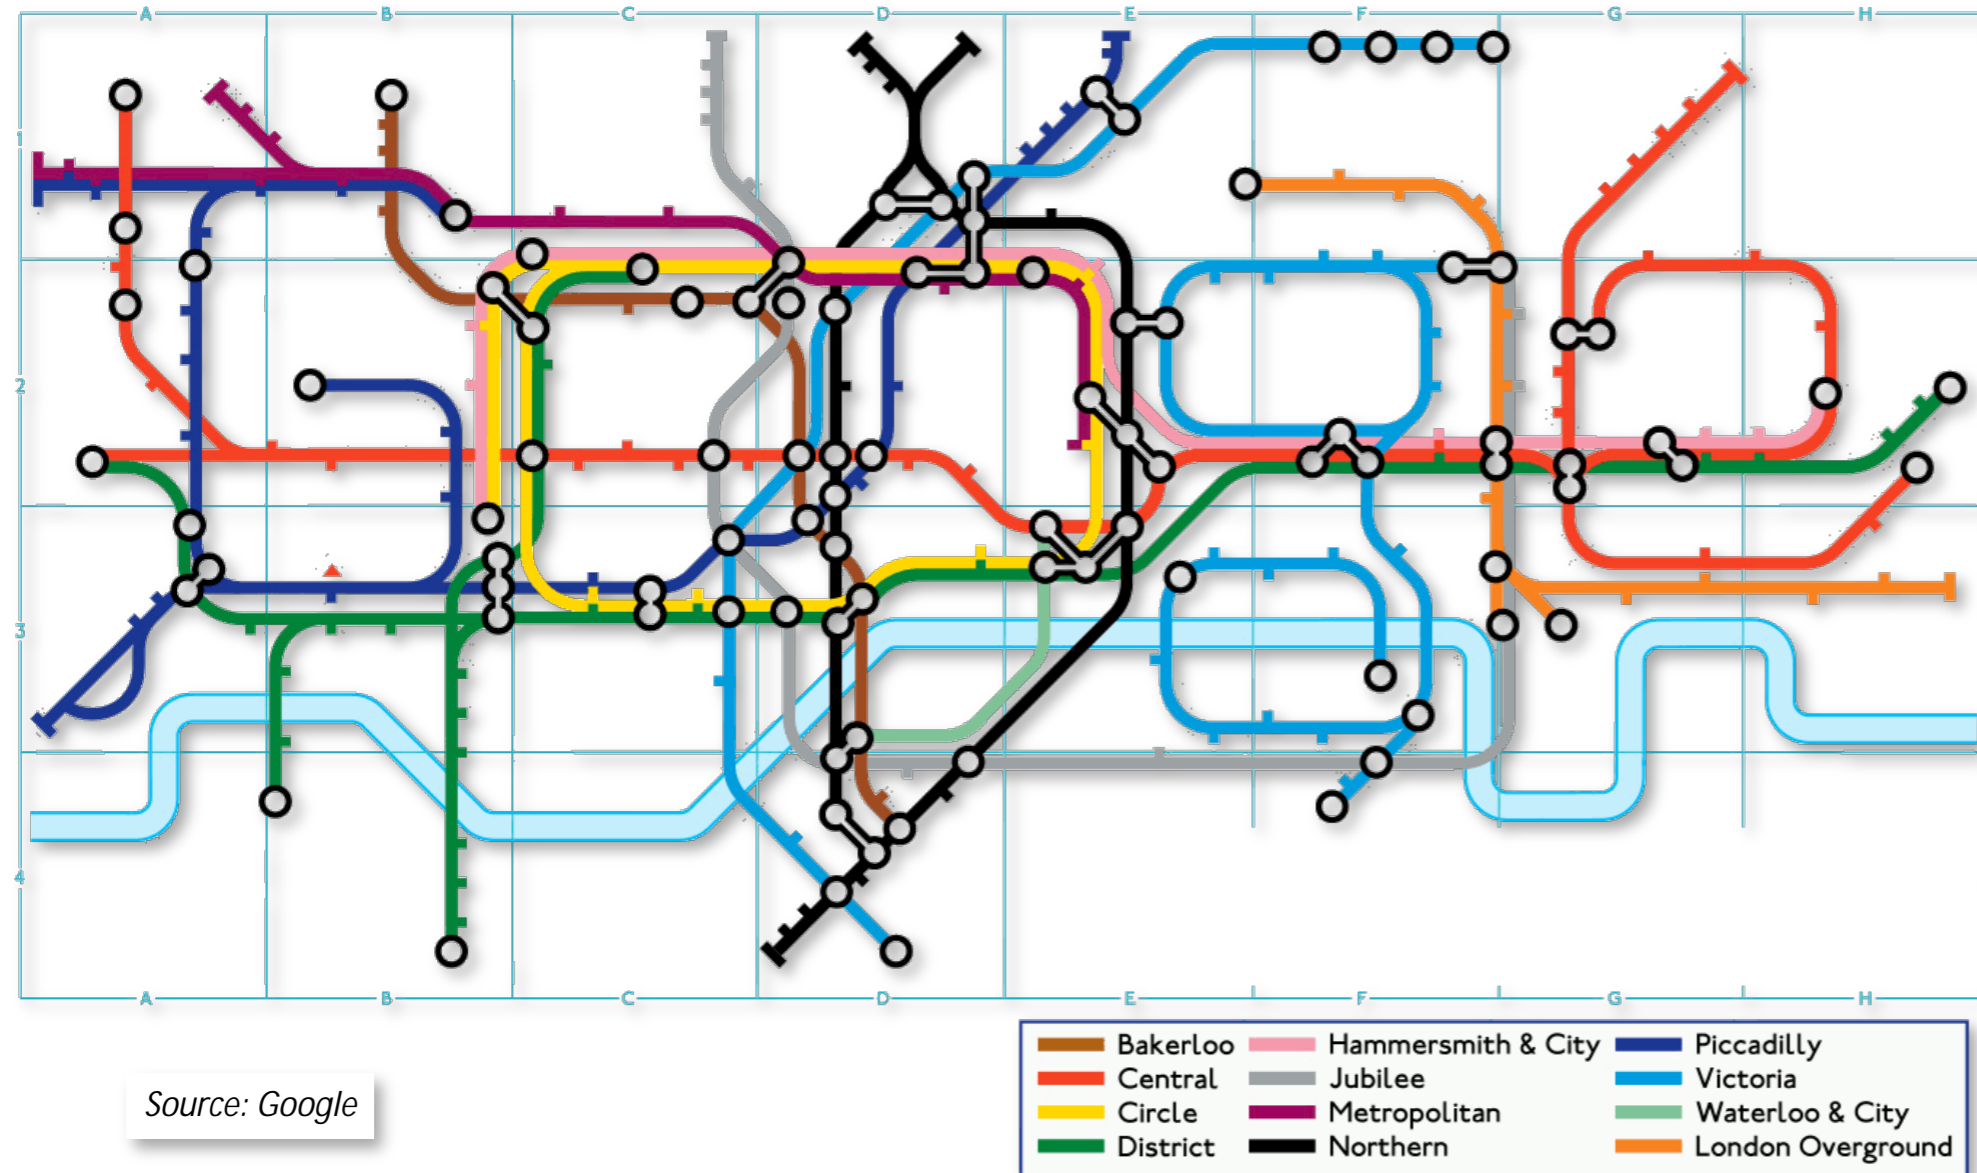 A B C D E F G H
1
2
3
4
A B C D E F G H
Bakerloo Hammersmith & City Piccadilly
Central Jubilee Victoria
Circle Metropolitan Waterloo & City
District Northern London Overground
Source: Google